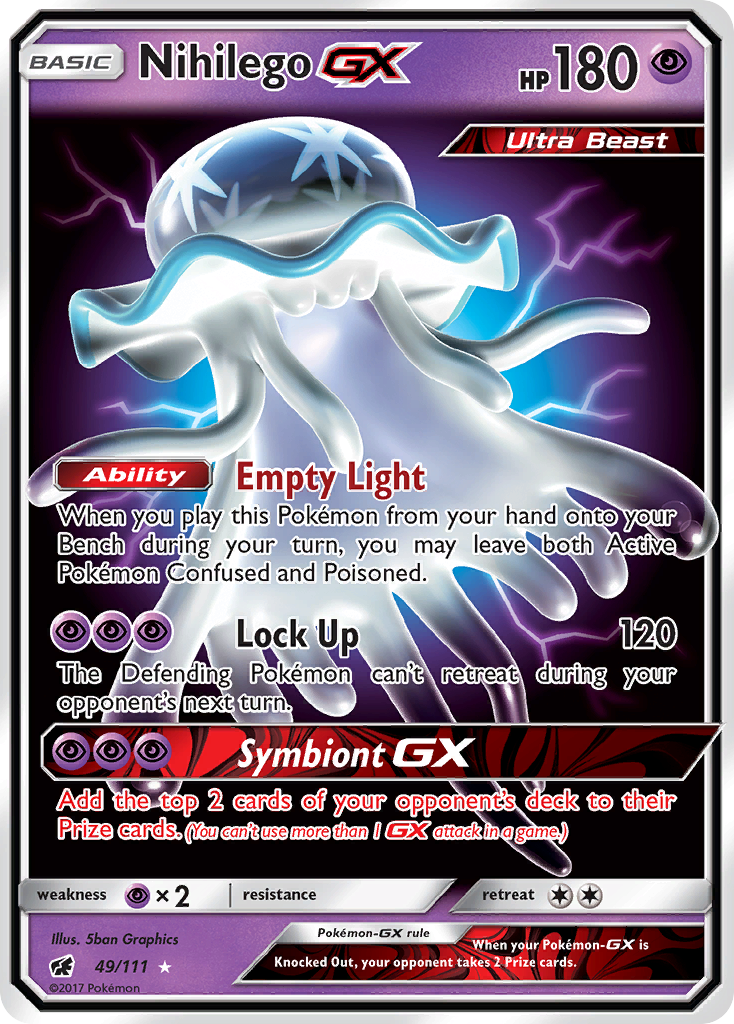 BASIC Nihilego GX HP 180
Ultra Beast
Ability Empty Light
When you play this Pokémon from your hand onto your
Bench during your turn, you may leave both Active
Pokémon Confused and Poisoned.
Lock Up 120
The Defending Pokémon can't retreat during your
opponent's next turn.
Symbiont GX
Add the top 2 cards of your opponent's deck to their
Prize cards. (You can't use more than 1 GX attack in a game.)
weakness ×2 resistance retreat
Illus. 5ban Graphics
49/111
©2017 Pokémon
Pokémon-GX rule
When your Pokémon-GX is
Knocked Out, your opponent takes 2 Prize cards.